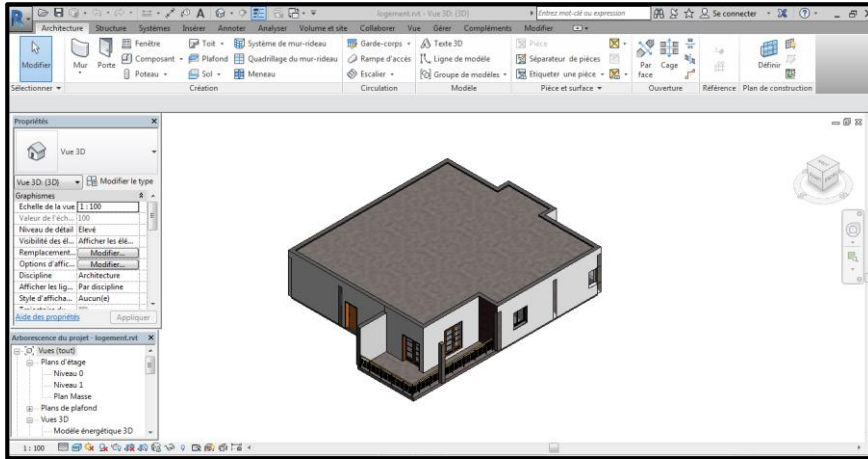 logement.rvt - Vue 3D: {3D}
Entrez mot-clé ou expression
Se connecter
Architecture Structure Systèmes Insérer Annoter Analyser Volume et site Collaborer Vue Gérer Compléments Modifier
Modifier
Mur
Porte
Fenêtre
Composant
Poteau
Toit
Plafond
Sol
Système de mur-rideau
Quadrillage du mur-rideau
Meneau
Garde-corps
Rampe d'accès
Escalier
Texte 3D
Ligne de modèle
Groupe de modèles
Pièce
Séparateur de pièces
Etiqueter une pièce
Par face
Cage
Définir
Sélectionner Création Circulation Modèle Pièce et surface Ouverture Référence Plan de construction
Propriétés
Vue 3D
Vue 3D: {3D} Modifier le type
Graphismes
Echelle de la vue 1 : 100
Valeur de l'éch... 100
Niveau de détail Elevé
Visibilité des él... Afficher les élé...
Remplacement... Modifier...
Options d'affic... Modifier...
Discipline Architecture
Afficher les lig... Par discipline
Style d'afficha... Aucun(e)
Aide des propriétés Appliquer
Arborescence du projet - logement.rvt
Vues (tout)
Plans d'étage
Niveau 0
Niveau 1
Plan Masse
Plans de plafond
Vues 3D
Modéle énergétique 3D
1 : 100